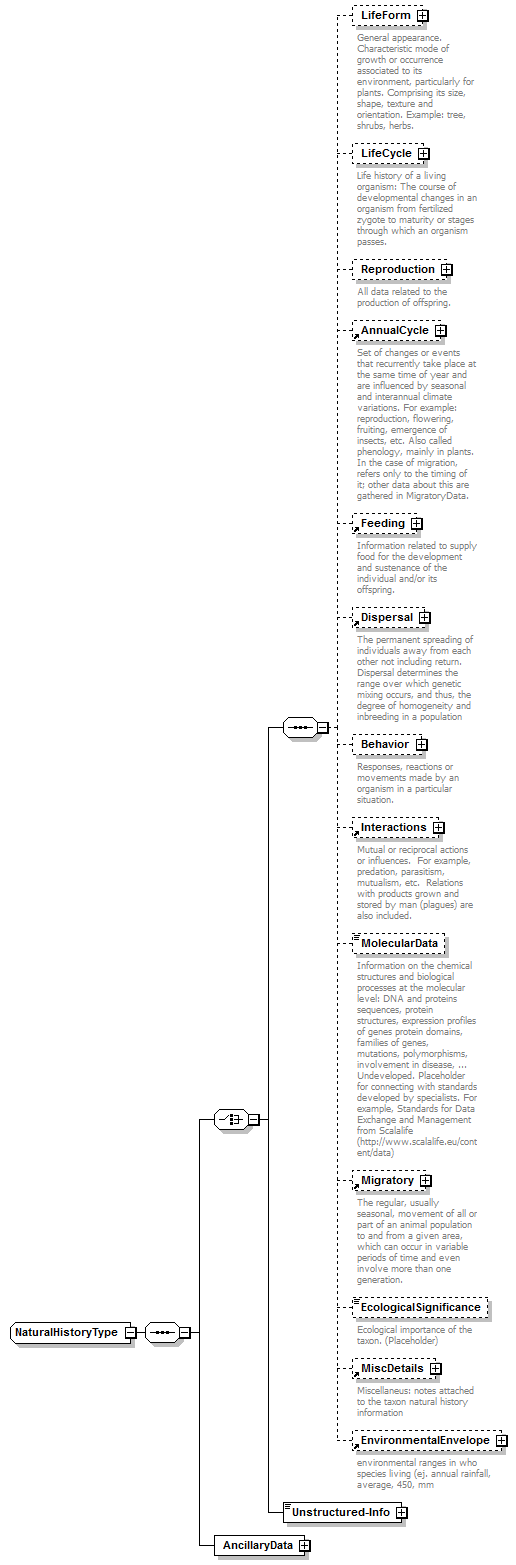 LifeForm
General appearance.
Characteristic mode of
growth or occurrence
associated to its
environment, particularly for
plants. Comprising its size,
shape, texture and
orientation. Example: tree,
shrubs, herbs.
LifeCycle
Life history of a living
organism: The course of
developmental changes in an
organism from fertilized
zygote to maturity or stages
through which an organism
passes.
Reproduction
All data related to the
production of offspring.
AnnualCycle
Set of changes or events
that recurrently take place at
the same time of year and
are influenced by seasonal
and interannual climate
variations. For example:
reproduction, flowering,
fruiting, emergence of
insects, etc. Also called
phenology, mainly in plants.
In the case of migration,
refers only to the timing of
it; other data about this are
gathered in MigratoryData.
Feeding
Information related to supply
food for the development
and sustenance of the
individual and/or its
offspring.
Dispersal
The permanent spreading of
individuals away from each
other not including return.
Dispersal determines the
range over which genetic
mixing occurs, and thus, the
degree of homogeneity and
inbreeding in a population
Behavior
Responses, reactions or
movements made by an
organism in a particular
situation.
Interactions
Mutual or reciprocal actions
or influences.  For example,
predation, parasitism,
mutualism, etc.  Relations
with products grown and
stored by man (plagues) are
also included.
MolecularData
Information on the chemical
structures and biological
processes at the molecular
level: DNA and proteins
sequences, protein
structures, expression profiles
of genes protein domains,
families of genes,
mutations, polymorphisms,
involvement in disease, ...
Undeveloped. Placeholder
for connecting with standards
developed by specialists. For
example, Standards for Data
Exchange and Management
from Scalalife
(http://www.scalalife.eu/cont
ent/data)
Migratory
The regular, usually
seasonal, movement of all or
part of an animal population
to and from a given area,
which can occur in variable
periods of time and even
involve more than one
generation.
EcologicalSignificance
Ecological importance of the
taxon. (Placeholder)
MiscDetails
Miscellaneus: notes attached
to the taxon natural history
information
EnvironmentalEnvelope
environmental ranges in who
species living (ej. annual rainfall,
average, 450, mm
NaturalHistoryType
Unstructured-Info
AncillaryData